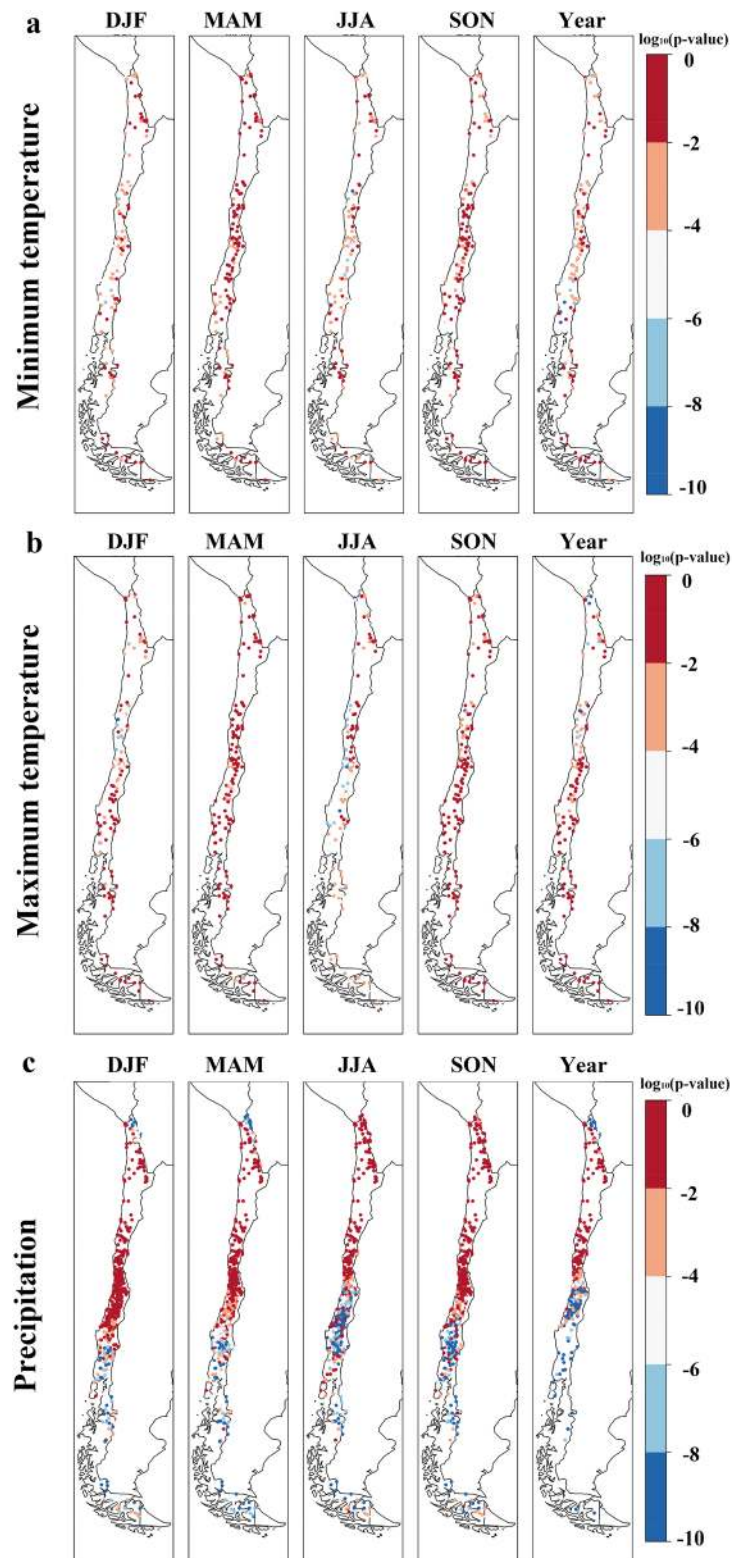 a
DJF MAM JJA SON Year
log₁₀(p-value)
Minimum temperature
0
-2
-4
-6
-8
-10
b
DJF MAM JJA SON Year
log₁₀(p-value)
Maximum temperature
0
-2
-4
-6
-8
-10
c
DJF MAM JJA SON Year
log₁₀(p-value)
Precipitation
0
-2
-4
-6
-8
-10